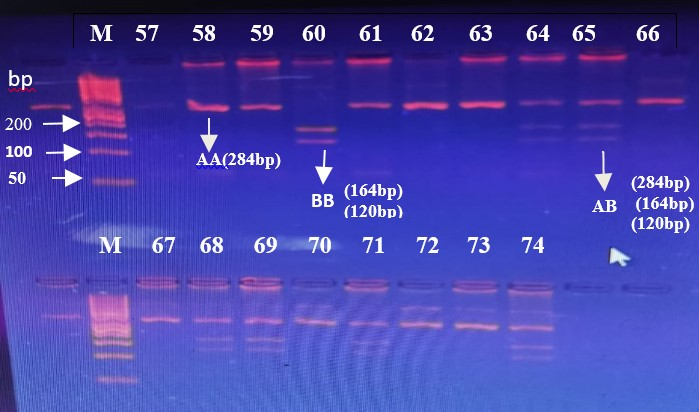 M 57 58 59 60 61 62 63 64 65 66
bp
200
100
50
AA(284bp)
BB (164bp)
(120bp)
AB (284bp)
(164bp)
(120bp)
M 67 68 69 70 71 72 73 74